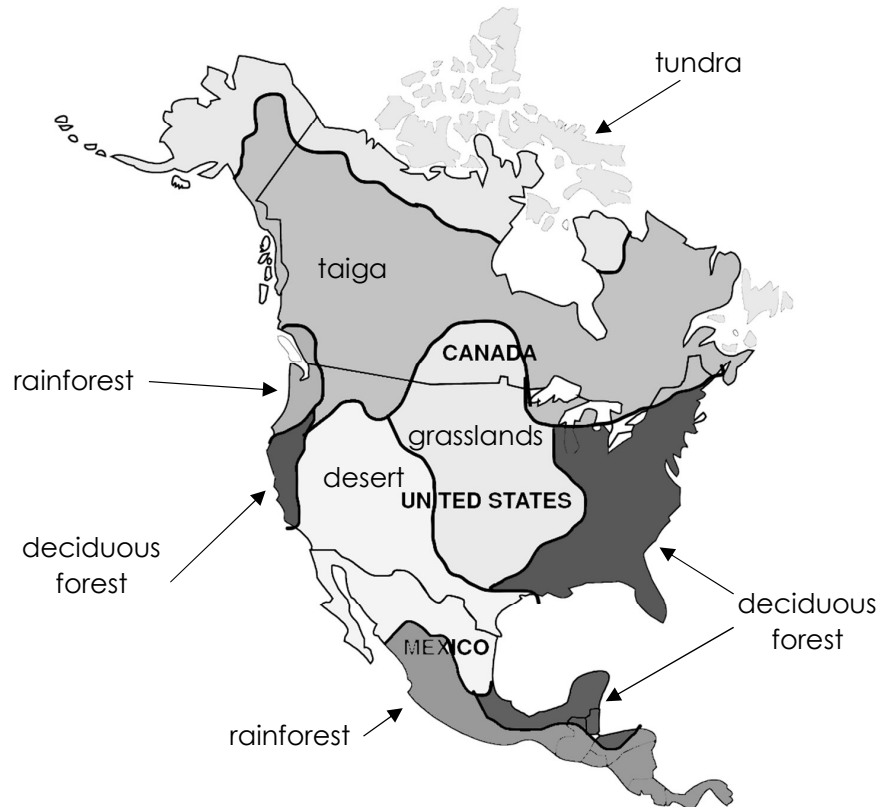 tundra
taiga
CANADA
rainforest
grasslands
desert
UNITED STATES
deciduous
forest
deciduous
forest
MEXICO
rainforest